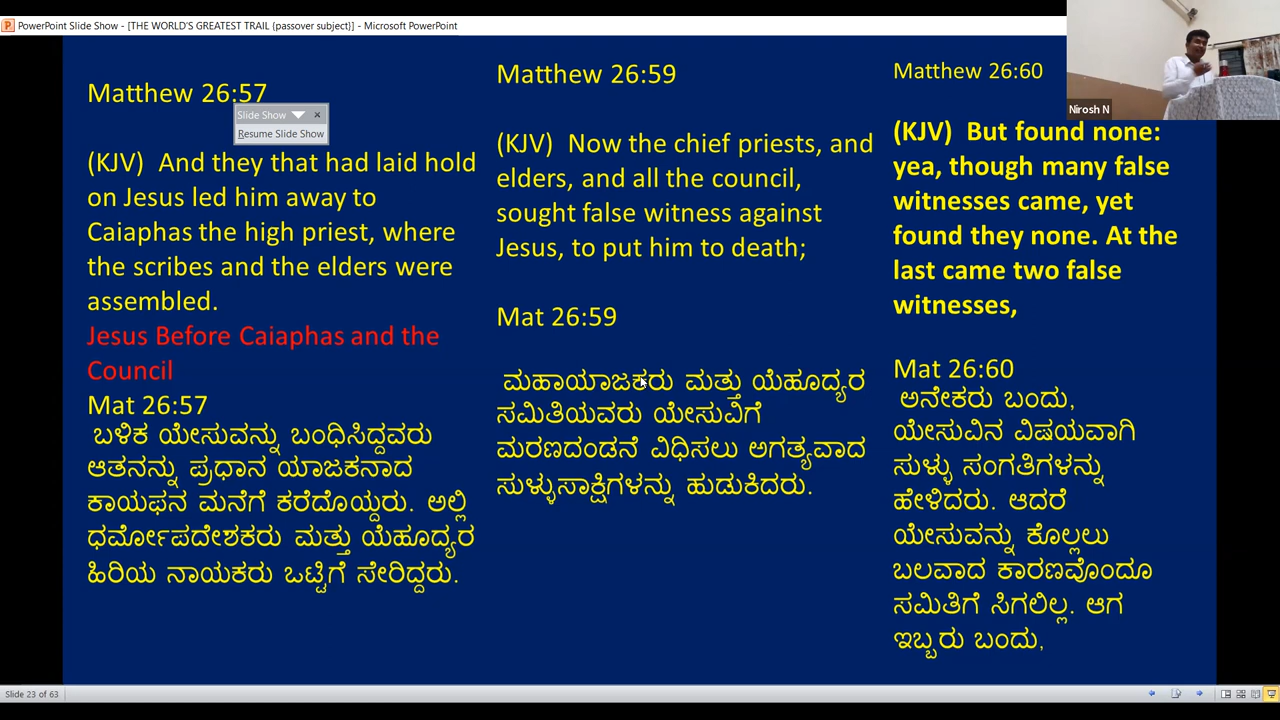 PowerPoint Slide Show - [THE WORLD'S GREATEST TRAIL (passover subject}] - Microsoft PowerPoint
Matthew 26:57
Slide Show
Resume Slide Show
(KJV) And they that had laid hold
on Jesus led him away to
Caiaphas the high priest, where
the scribes and the elders were
assembled.
Jesus Before Caiaphas and the
Council
Mat 26:57
ಬಳಿಕ ಯೇಸುವನ್ನು ಬಂಧಿಸಿದ್ದವರು
ಆತನನ್ನು ಪ್ರಧಾನ ಯಾಜಕನಾದ
ಕಾಯಫನ ಮನೆಗೆ ಕರೆದೊಯ್ದರು. ಅಲ್ಲಿ
ಧರ್ಮೋಪದೇಶಕರು ಮತ್ತು ಯೆಹೂದ್ಯರ
ಹಿರಿಯ ನಾಯಕರು ಒಟ್ಟಿಗೆ ಸೇರಿದ್ದರು.
Matthew 26:59
(KJV) Now the chief priests, and
elders, and all the council,
sought false witness against
Jesus, to put him to death;
Mat 26:59
ಮಹಾಯಾಜಕರು ಮತ್ತು ಯೆಹೂದ್ಯರ
ಸಮಿತಿಯವರು ಯೇಸುವಿಗೆ
ಮರಣದಂಡನೆ ವಿಧಿಸಲು ಅಗತ್ಯವಾದ
ಸುಳ್ಳುಸಾಕ್ಷಿಗಳನ್ನು ಹುಡುಕಿದರು.
Matthew 26:60
(KJV) But found none:
yea, though many false
witnesses came, yet
found they none. At the
last came two false
witnesses,
Mat 26:60
ಅನೇಕರು ಬಂದು,
ಯೇಸುವಿನ ವಿಷಯವಾಗಿ
ಸುಳ್ಳು ಸಂಗತಿಗಳನ್ನು
ಹೇಳಿದರು. ಆದರೆ
ಯೇಸುವನ್ನು ಕೊಲ್ಲಲು
ಬಲವಾದ ಕಾರಣವೊಂದೂ
ಸಮಿತಿಗೆ ಸಿಗಲಿಲ್ಲ. ಆಗ
ಇಬ್ಬರು ಬಂದು,
Nirosh N
Slide 23 of 63